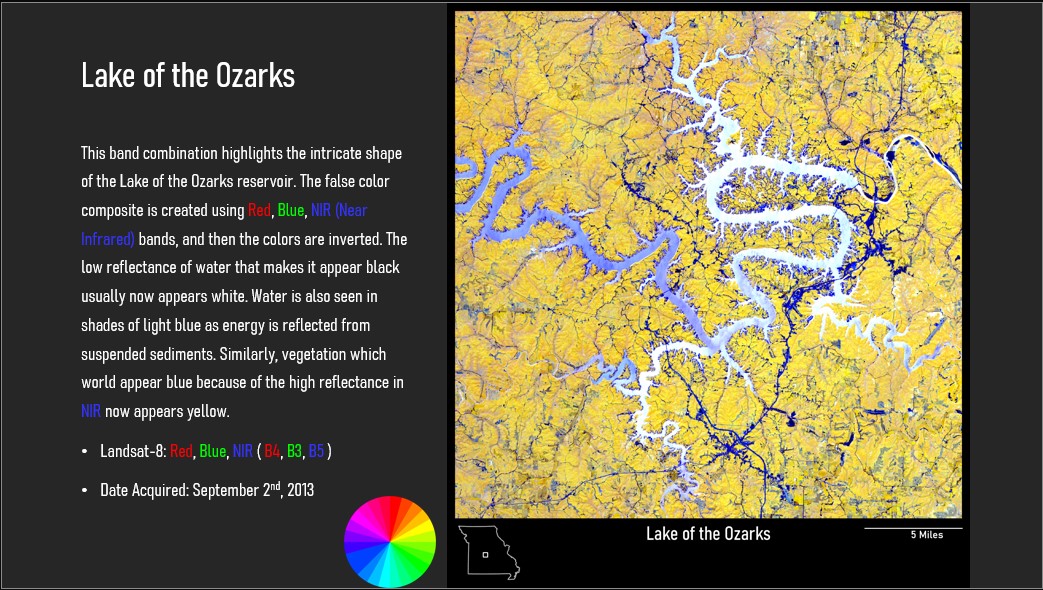 Lake of the Ozarks
This band combination highlights the intricate shape
of the Lake of the Ozarks reservoir. The false color
composite is created using Red, Blue, NIR (Near
Infrared) bands, and then the colors are inverted. The
low reflectance of water that makes it appear black
usually now appears white. Water is also seen in
shades of light blue as energy is reflected from
suspended sediments. Similarly, vegetation which
world appear blue because of the high reflectance in
NIR now appears yellow.
• Landsat-8: Red, Blue, NIR ( B4, B3, B5 )
• Date Acquired: September 2nd, 2013
Lake of the Ozarks
5 Miles